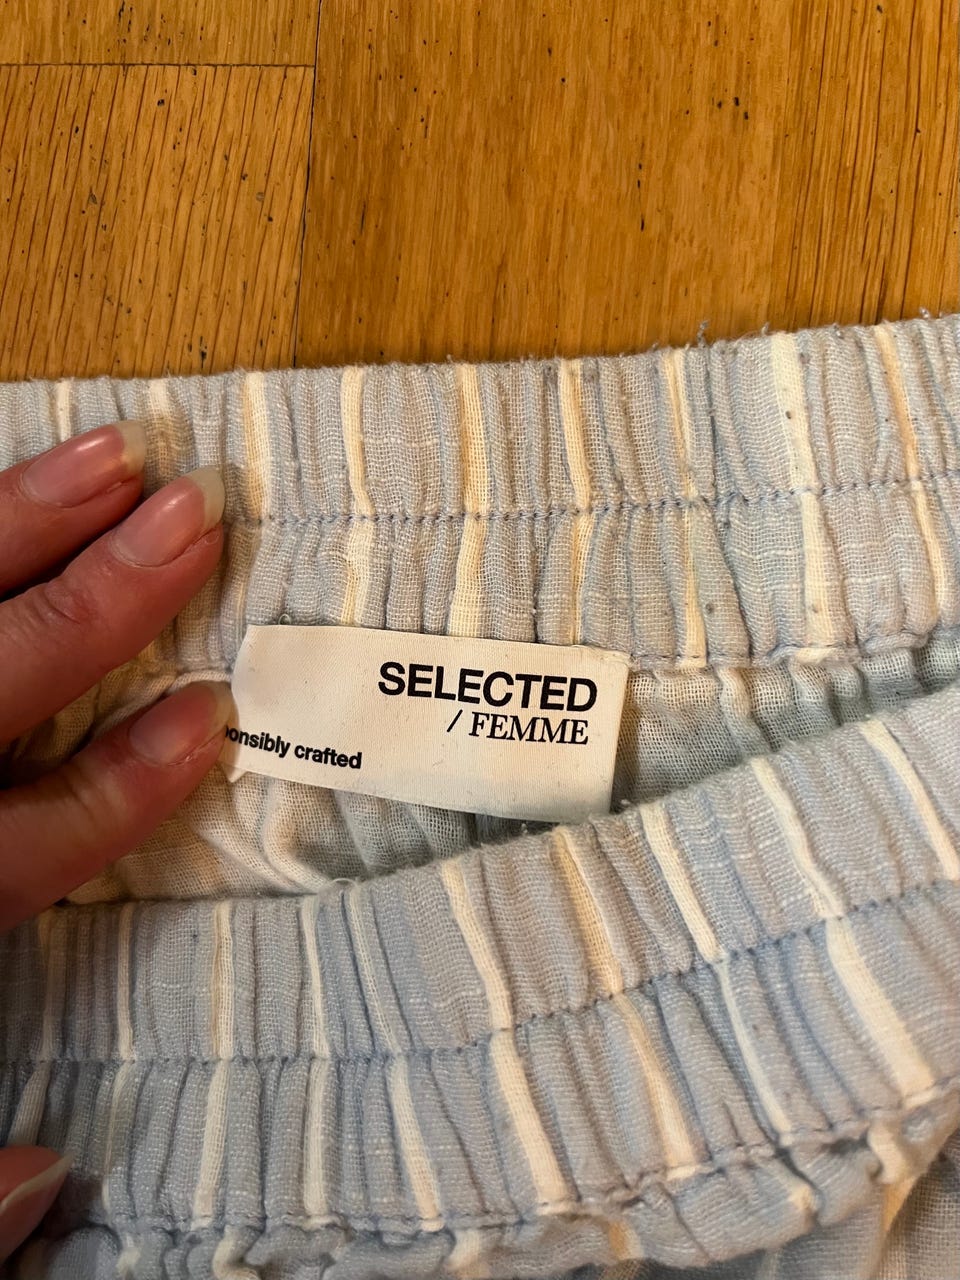 SELECTED
/ FEMME
onsibly crafted